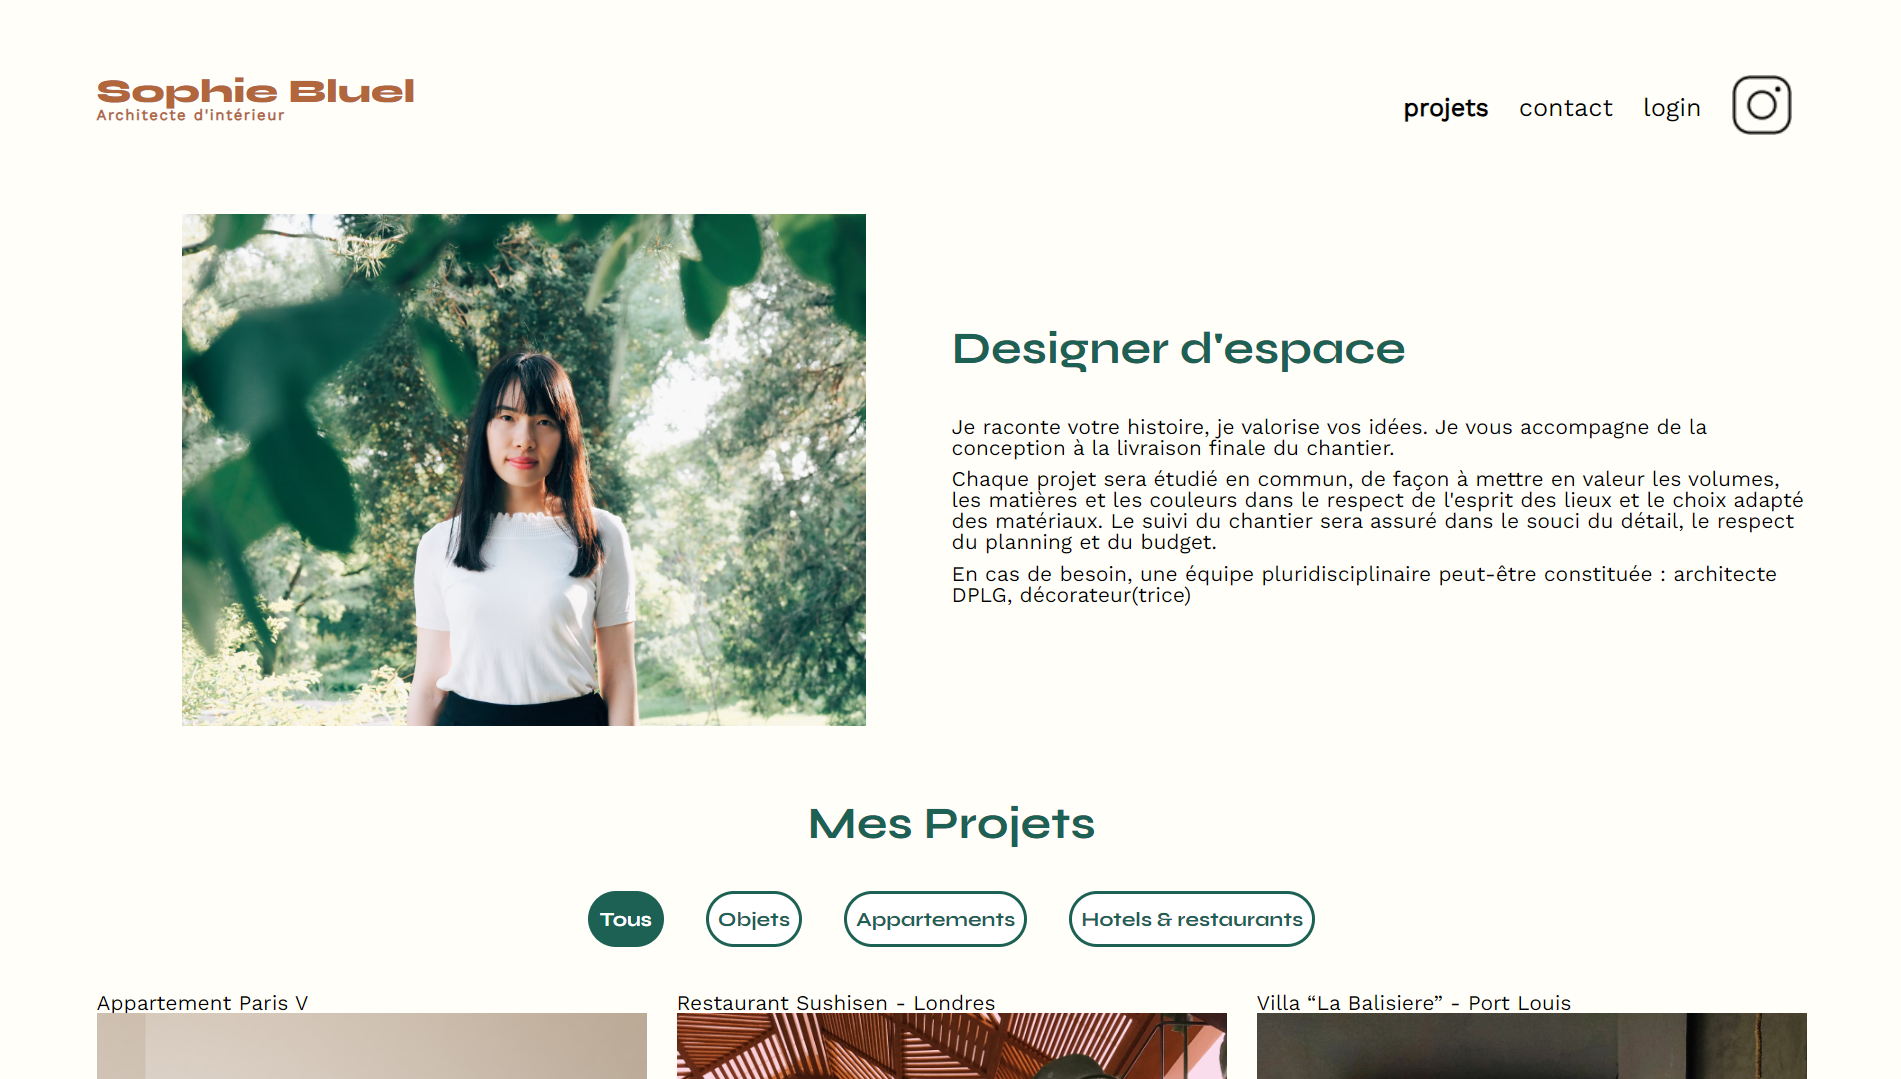 Sophie Bluel
Architecte d'intérieur
projets contact login
Designer d'espace
Je raconte votre histoire, je valorise vos idées. Je vous accompagne de la
conception à la livraison finale du chantier.
Chaque projet sera étudié en commun, de façon à mettre en valeur les volumes,
les matières et les couleurs dans le respect de l'esprit des lieux et le choix adapté
des matériaux. Le suivi du chantier sera assuré dans le souci du détail, le respect
du planning et du budget.
En cas de besoin, une équipe pluridisciplinaire peut-être constituée : architecte
DPLG, décorateur(trice)
Mes Projets
Tous Objets Appartements Hotels & restaurants
Appartement Paris V
Restaurant Sushisen - Londres
Villa “La Balisiere” - Port Louis